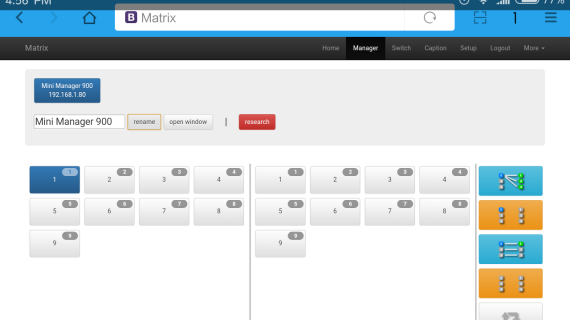 4:58 PM 77%
B Matrix 1
Matrix Home Manager Switch Caption Setup Logout More
Mini Manager 900
192.168.1.80
Mini Manager 900 rename open window | research
1 1 2 2 3 3 4 4 1 1 2 2 3 3 4 4
5 5 6 6 7 7 8 8 5 5 6 6 7 7 8 8
9 9 9 9